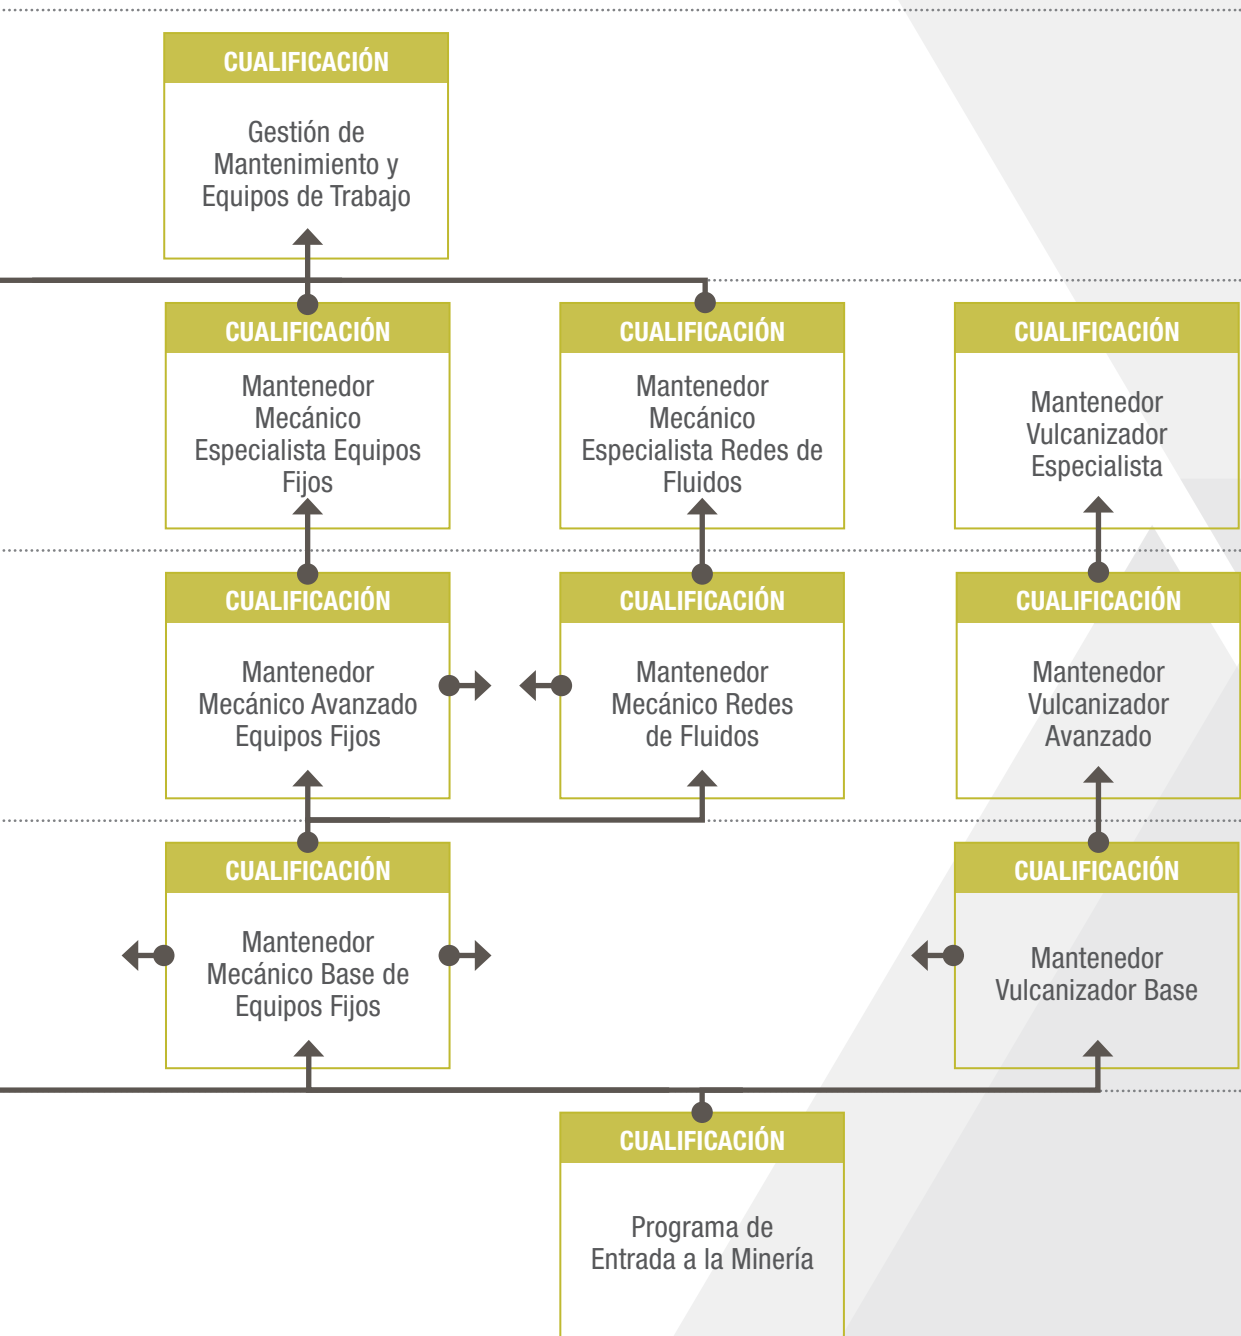 CUALIFICACIÓN
Gestión de
Mantenimiento y
Equipos de Trabajo
CUALIFICACIÓN
Mantenedor
Mecánico
Especialista Equipos
Fijos
CUALIFICACIÓN
Mantenedor
Mecánico
Especialista Redes de
Fluidos
CUALIFICACIÓN
Mantenedor
Vulcanizador
Especialista
CUALIFICACIÓN
Mantenedor
Mecánico Avanzado
Equipos Fijos
CUALIFICACIÓN
Mantenedor
Mecánico Redes
de Fluidos
CUALIFICACIÓN
Mantenedor
Vulcanizador
Avanzado
CUALIFICACIÓN
Mantenedor
Mecánico Base de
Equipos Fijos
CUALIFICACIÓN
Mantenedor
Vulcanizador Base
CUALIFICACIÓN
Programa de
Entrada a la Minería